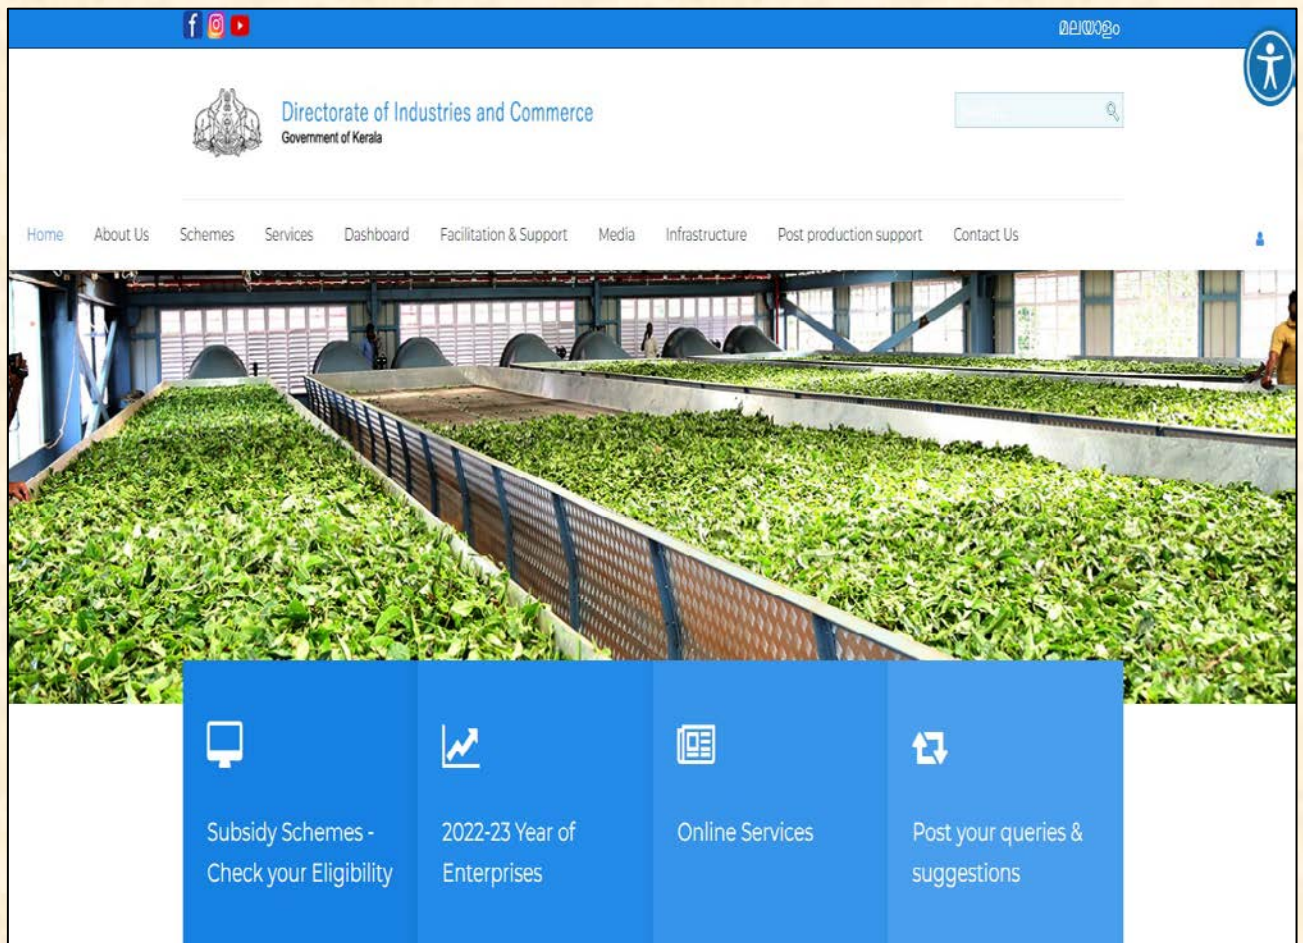 മലയാളം
Directorate of Industries and Commerce
Government of Kerala
Home About Us Schemes Services Dashboard Facilitation & Support Media Infrastructure Post production support Contact Us
Subsidy Schemes -
Check your Eligibility
2022-23 Year of
Enterprises
Online Services
Post your queries &
suggestions